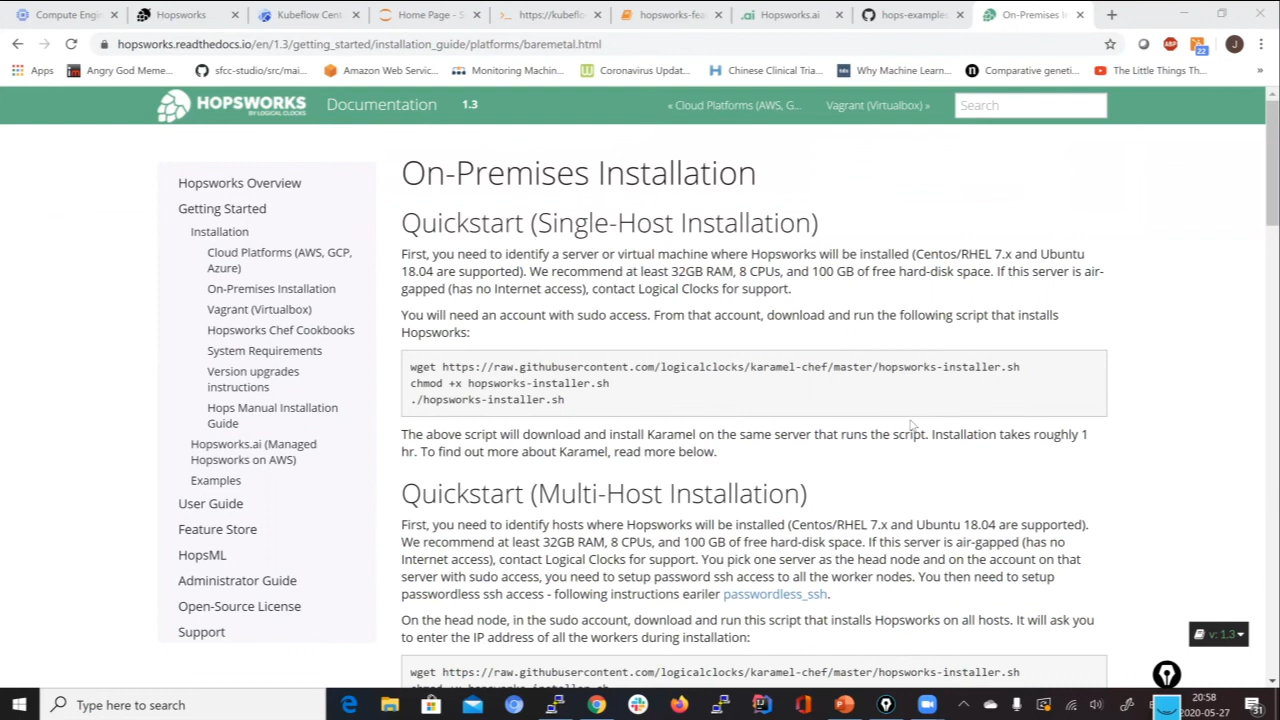 Compute Engin
Hopsworks
Kubeflow Cent
Home Page - S
https://kubeflo
hopsworks-fea
Hopsworks.ai
hops-examples
On-Premises I
hopsworks.readthedocs.io/en/1.3/getting_started/installation_guide/platforms/baremetal.html
ABP
22
J
Apps
Angry God Meme...
sfcc-studio/src/mai...
Amazon Web Servic...
Monitoring Machin...
Coronavirus Updat...
Chinese Clinical Tria...
Why Machine Learn...
Comparative geneti...
The Little Things Th...
»
HOPSWORKS
BY LOGICAL CLOCKS
Documentation
1.3
« Cloud Platforms (AWS, G...
Vagrant (Virtualbox) »
Search
Hopsworks Overview
Getting Started
Installation
Cloud Platforms (AWS, GCP,
Azure)
On-Premises Installation
Vagrant (Virtualbox)
Hopsworks Chef Cookbooks
System Requirements
Version upgrades
instructions
Hops Manual Installation
Guide
Hopsworks.ai (Managed
Hopsworks on AWS)
Examples
User Guide
Feature Store
HopsML
Administrator Guide
Open-Source License
Support
On-Premises Installation
Quickstart (Single-Host Installation)
First, you need to identify a server or virtual machine where Hopsworks will be installed (Centos/RHEL 7.x and Ubuntu
18.04 are supported). We recommend at least 32GB RAM, 8 CPUs, and 100 GB of free hard-disk space. If this server is air-
gapped (has no Internet access), contact Logical Clocks for support.
You will need an account with sudo access. From that account, download and run the following script that installs
Hopsworks:
wget https://raw.githubusercontent.com/logicalclocks/karamel-chef/master/hopsworks-installer.sh
chmod +x hopsworks-installer.sh
./hopsworks-installer.sh
The above script will download and install Karamel on the same server that runs the script. Installation takes roughly 1
hr. To find out more about Karamel, read more below.
Quickstart (Multi-Host Installation)
First, you need to identify hosts where Hopsworks will be installed (Centos/RHEL 7.x and Ubuntu 18.04 are supported).
We recommend at least 32GB RAM, 8 CPUs, and 100 GB of free hard-disk space. If this server is air-gapped (has no
Internet access), contact Logical Clocks for support. You pick one server as the head node and on the account on that
server with sudo access, you need to setup password ssh access to all the worker nodes. You then need to setup
passwordless ssh access - following instructions eariler passwordless_ssh.
On the head node, in the sudo account, download and run this script that installs Hopsworks on all hosts. It will ask you
to enter the IP address of all the workers during installation:
wget https://raw.githubusercontent.com/logicalclocks/karamel-chef/master/hopsworks-installer.sh
chmod +x hopsworks-installer.sh
v: 1.3
Type here to search
20:58
2020-05-27
31